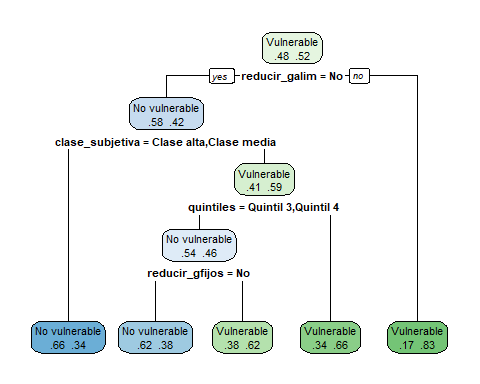 Vulnerable
.48 .52
yes reducir_galim = No no
No vulnerable
.58 .42
clase_subjetiva = Clase alta,Clase media
Vulnerable
.41 .59
quintiles = Quintil 3,Quintil 4
No vulnerable
.54 .46
reducir_gfijos = No
No vulnerable
.66 .34
No vulnerable
.62 .38
Vulnerable
.38 .62
Vulnerable
.34 .66
Vulnerable
.17 .83